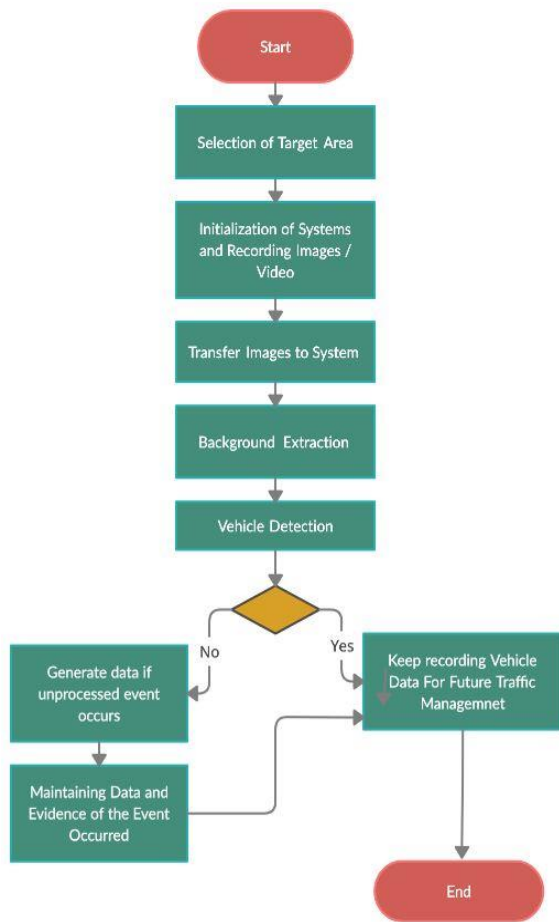 Start
Selection of Target Area
Initialization of Systems
and Recording Images /
Video
Transfer Images to System
Background Extraction
Vehicle Detection
No
Yes
Generate data if
unprocessed event
occurs
Keep recording Vehicle
Data For Future Traffic
Managemnet
Maintaining Data and
Evidence of the Event
Occurred
End